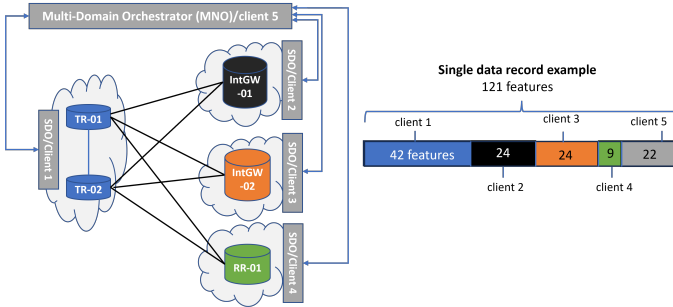 Multi-Domain Orchestrator (MNO)/client 5
SDO/Client 1
TR-01
TR-02
IntGW
-01
SDO/Client 2
IntGW
-02
SDO/Client 3
RR-01
SDO/Client 4
Single data record example
121 features
client 1
client 3
client 5
42 features
24
24
9
22
client 2
client 4